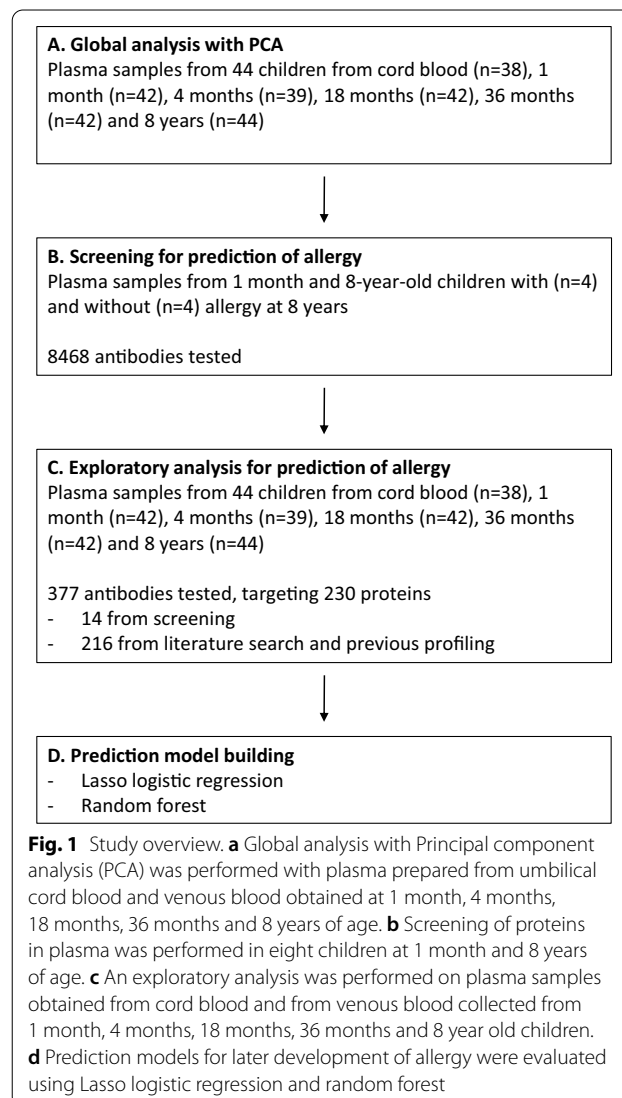 A. Global analysis with PCA
Plasma samples from 44 children from cord blood (n=38), 1
month (n=42), 4 months (n=39), 18 months (n=42), 36 months
(n=42) and 8 years (n=44)
B. Screening for prediction of allergy
Plasma samples from 1 month and 8-year-old children with (n=4)
and without (n=4) allergy at 8 years
8468 antibodies tested
C. Exploratory analysis for prediction of allergy
Plasma samples from 44 children from cord blood (n=38), 1
month (n=42), 4 months (n=39), 18 months (n=42), 36 months
(n=42) and 8 years (n=44)
377 antibodies tested, targeting 230 proteins
- 14 from screening
- 216 from literature search and previous profiling
D. Prediction model building
- Lasso logistic regression
- Random forest
Fig. 1 Study overview. a Global analysis with Principal component
analysis (PCA) was performed with plasma prepared from umbilical
cord blood and venous blood obtained at 1 month, 4 months,
18 months, 36 months and 8 years of age. b Screening of proteins
in plasma was performed in eight children at 1 month and 8 years
of age. c An exploratory analysis was performed on plasma samples
obtained from cord blood and from venous blood collected from
1 month, 4 months, 18 months, 36 months and 8 year old children.
d Prediction models for later development of allergy were evaluated
using Lasso logistic regression and random forest